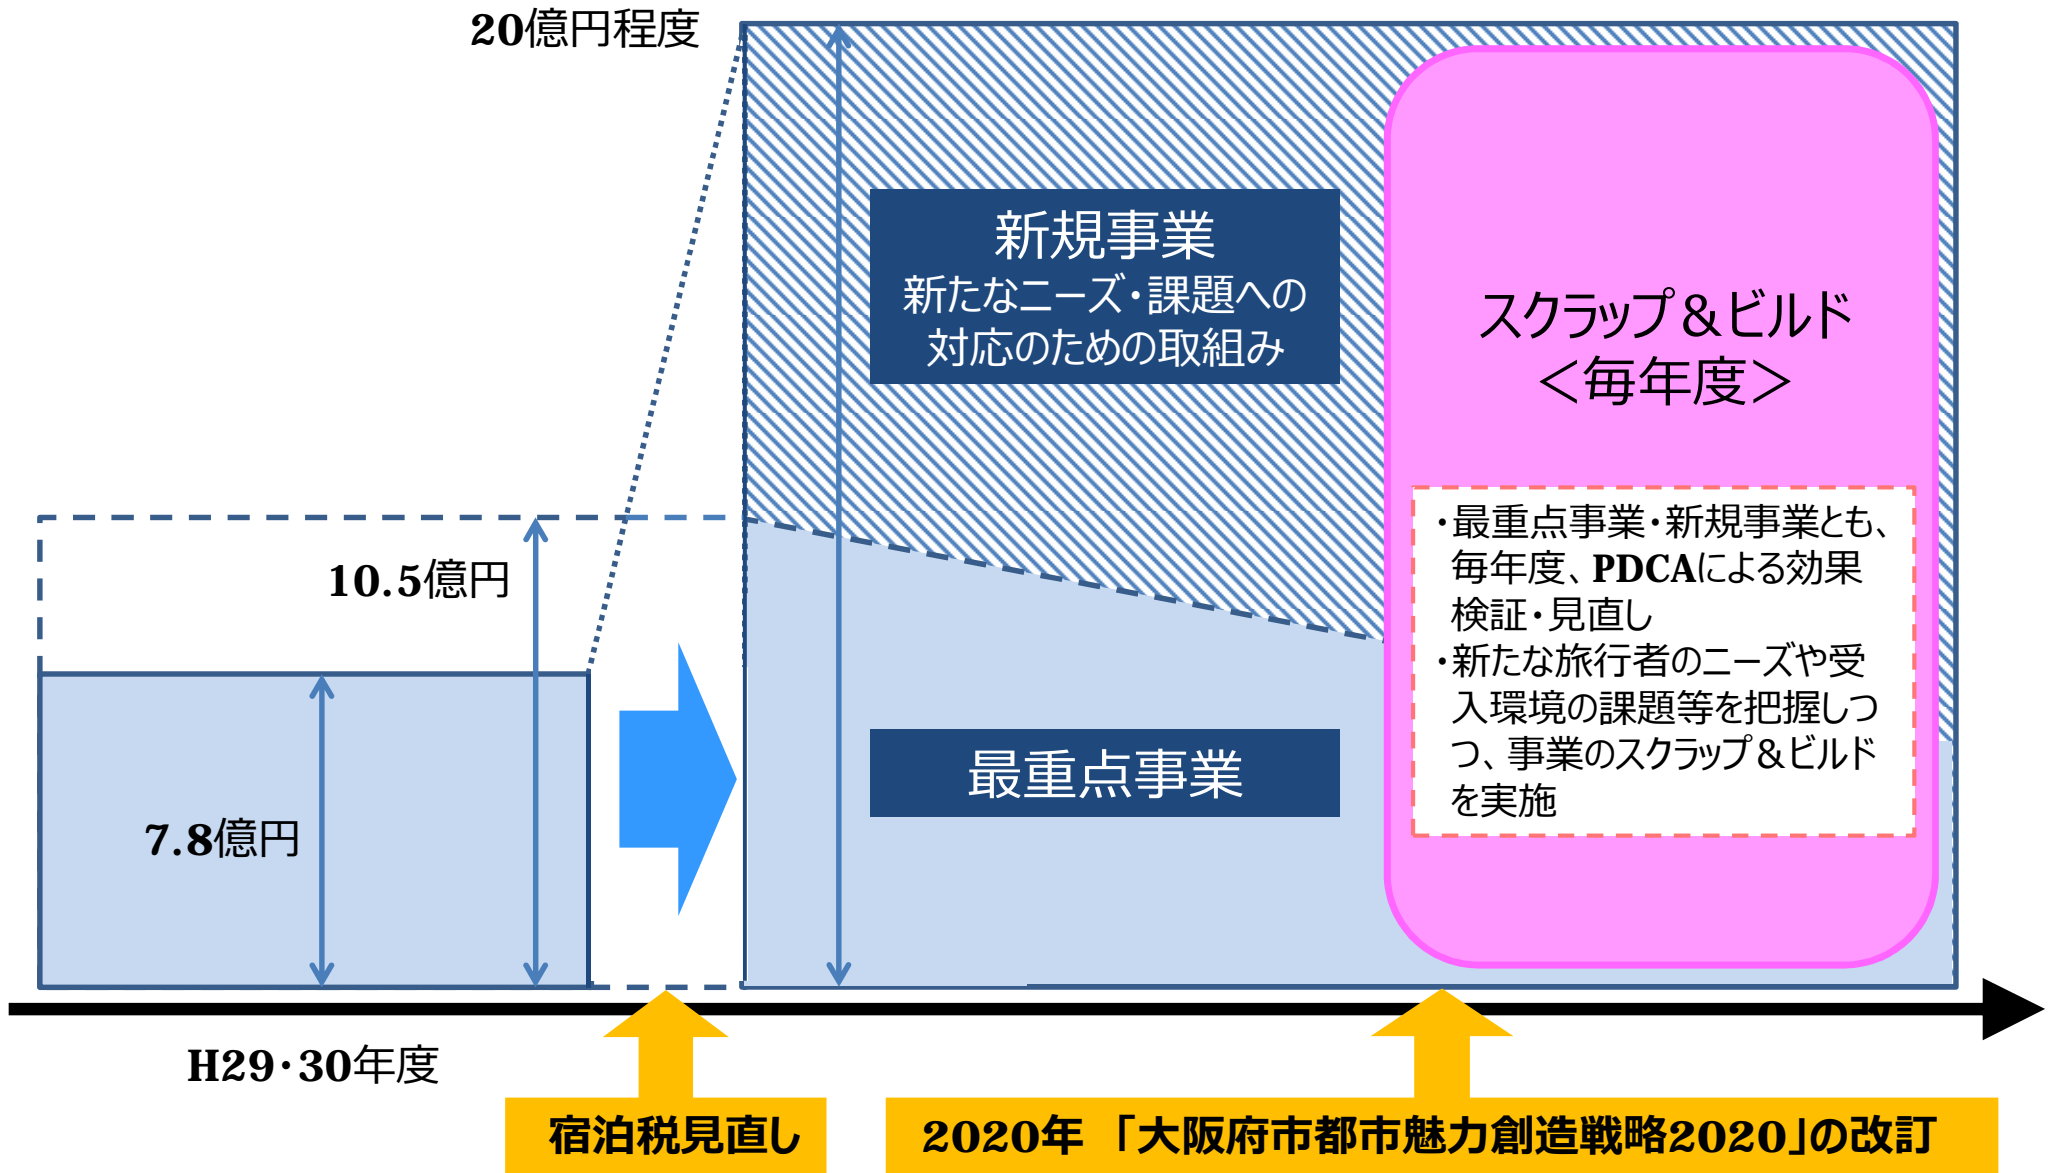 20億円程度
新規事業
新たなニーズ・課題への
対応のための取組み
スクラップ＆ビルド
＜毎年度＞
・最重点事業・新規事業とも、
毎年度、PDCAによる効果
検証・見直し
・新たな旅行者のニーズや受
入環境の課題等を把握しつ
つ、事業のスクラップ＆ビルド
を実施
10.5億円
最重点事業
7.8億円
H29・30年度
宿泊税見直し
2020年 「大阪府市都市魅力創造戦略2020」の改訂